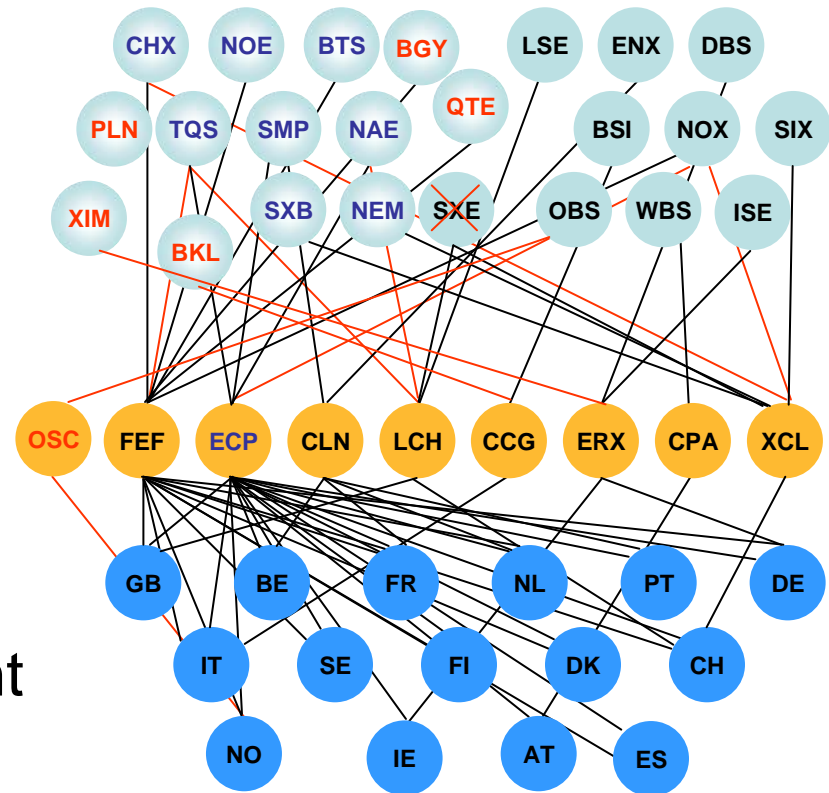 CHX NOE BTS BGY LSE ENX DBS
QTE
PLN TQS SMP NAE BSI NOX SIX
XIM BKL SXB NEM SXE OBS WBS ISE
OSC FEF ECP CLN LCH CCG ERX CPA XCL
GB BE FR NL PT DE
IT SE FI DK CH
NO IE AT ES